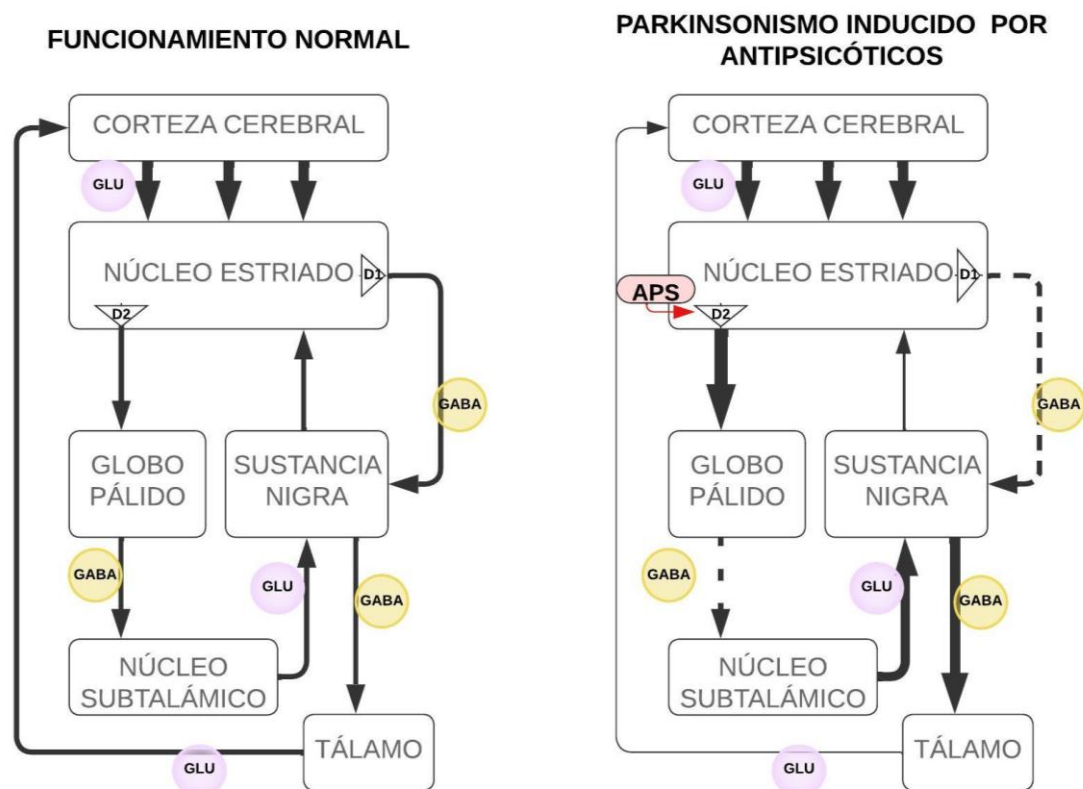 FUNCIONAMIENTO NORMAL
CORTEZA CEREBRAL
GLU
NÚCLEO ESTRIADO
D1
D2
GABA
GLOBO
PÁLIDO
SUSTANCIA
NIGRA
GABA
GLU
GABA
NÚCLEO
SUBTALÁMICO
TÁLAMO
GLU
PARKINSONISMO INDUCIDO POR
ANTIPSICÓTICOS
CORTEZA CEREBRAL
GLU
NÚCLEO ESTRIADO
D1
APS
D2
GABA
GLOBO
PÁLIDO
SUSTANCIA
NIGRA
GABA
GLU
GABA
NÚCLEO
SUBTALÁMICO
TÁLAMO
GLU